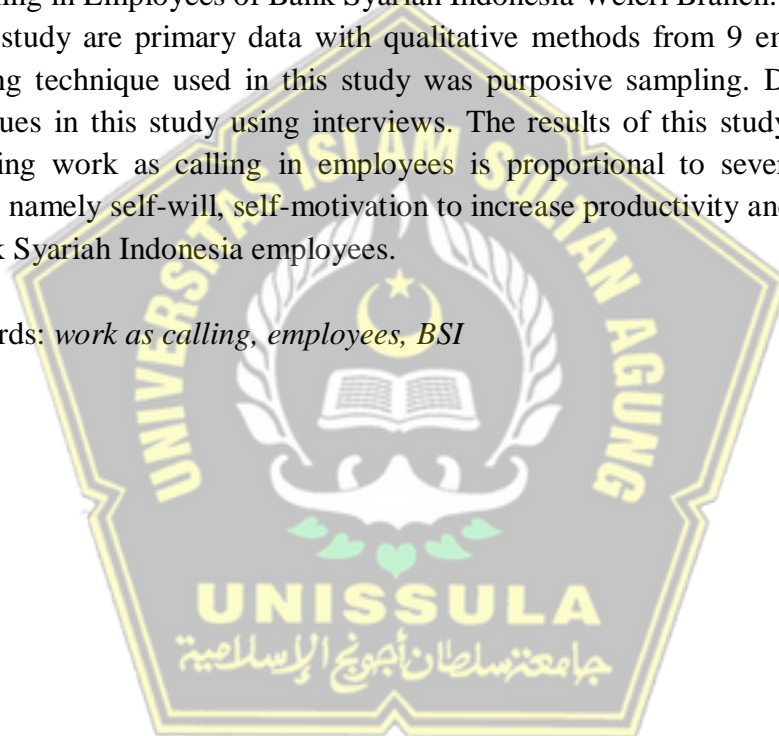 ing in Employees of Bank Syariah Indonesia Weleri Branch.
study are primary data with qualitative methods from 9 en
ng technique used in this study was purposive sampling. D
ues in this study using interviews. The results of this study
ing work as calling in employees is proportional to sever
namely self-will, self-motivation to increase productivity and
k Syariah Indonesia employees.
rds: work as calling, employees, BSI
UNIVERSITAS ISLAM SULTAN AGUNG
UNISSULA
جامعنسلطان أجونج الإسلامية